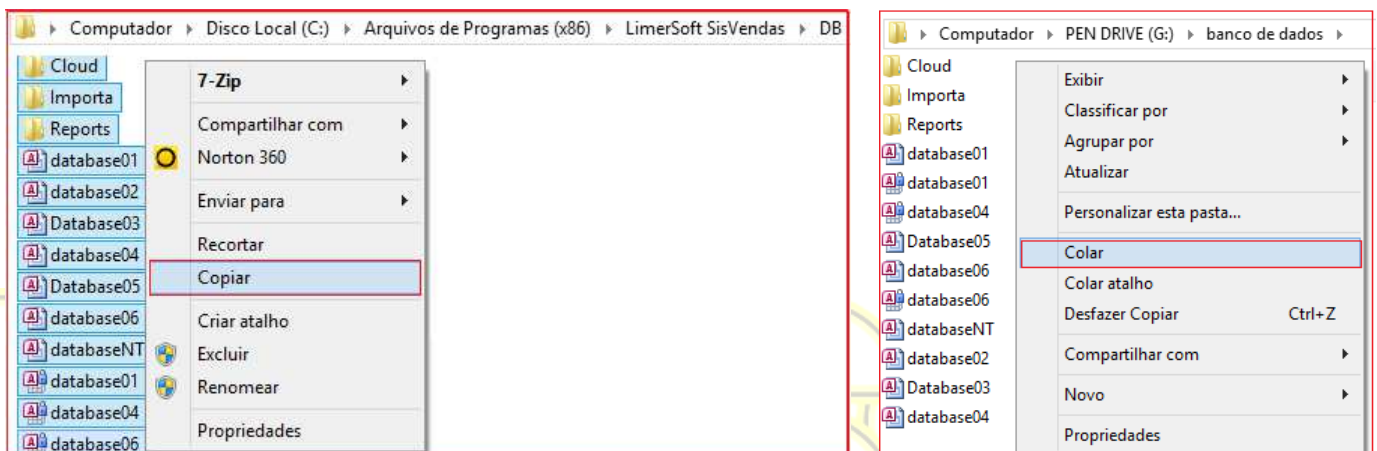 Computador Disco Local (C:) Arquivos de Programas (x86) LimerSoft SisVendas DB
Cloud
Importa
Reports
database01
database02
Database03
database04
Database05
database06
databaseNT
database01
database04
database06
7-Zip
Compartilhar com
Norton 360
Enviar para
Recortar
Copiar
Criar atalho
Excluir
Renomear
Propriedades
Computador PEN DRIVE (G:) banco de dados
Cloud
Importa
Reports
database01
database01
database04
Database05
database06
database06
databaseNT
database02
Database03
database04
Exibir
Classificar por
Agrupar por
Atualizar
Personalizar esta pasta...
Colar
Colar atalho
Desfazer Copiar Ctrl+Z
Compartilhar com
Novo
Propriedades